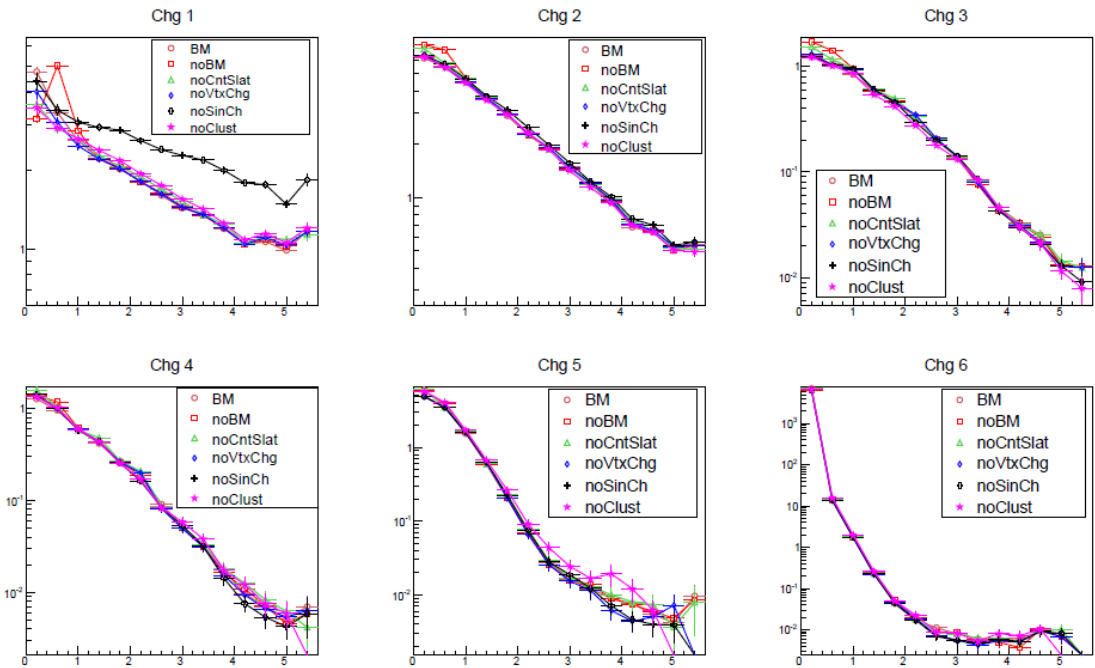 Chg 1
BM
noBM
noCntSlat
noVtxChg
noSinCh
noClust
1
0 1 2 3 4 5
Chg 2
BM
noBM
noCntSlat
noVtxChg
noSinCh
noClust
1
0 1 2 3 4 5
Chg 3
1
BM
noBM
noCntSlat
noVtxChg
noSinCh
noClust
10-1
10-2
0 1 2 3 4 5
Chg 4
BM
noBM
noCntSlat
noVtxChg
noSinCh
noClust
1
10-1
10-2
0 1 2 3 4 5
Chg 5
BM
noBM
noCntSlat
noVtxChg
noSinCh
noClust
1
10-1
10-2
0 1 2 3 4 5
Chg 6
BM
noBM
noCntSlat
noVtxChg
noSinCh
noClust
10³
10²
10
1
10-1
10-2
0 1 2 3 4 5